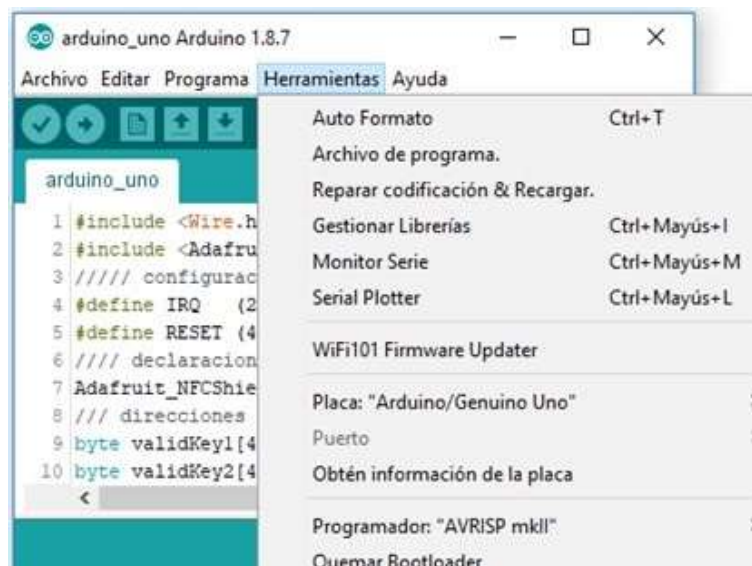 arduino_uno Arduino 1.8.7
Archivo Editar Programa Herramientas Ayuda
arduino_uno
1 #include <Wire.h
2 #include <Adafru
3 ///// configurac
4 #define IRQ (2
5 #define RESET (4
6 //// declaracion
7 Adafruit_NFCShie
8 /// direcciones
9 byte validKey1[4
10 byte validKey2[4
Auto Formato Ctrl+T
Archivo de programa.
Reparar codificación & Recargar.
Gestionar Librerías Ctrl+Mayús+I
Monitor Serie Ctrl+Mayús+M
Serial Plotter Ctrl+Mayús+L
WiFi101 Firmware Updater
Placa: "Arduino/Genuino Uno"
Puerto
Obtén información de la placa
Programador: "AVRISP mkII"
Quemar Bootloader